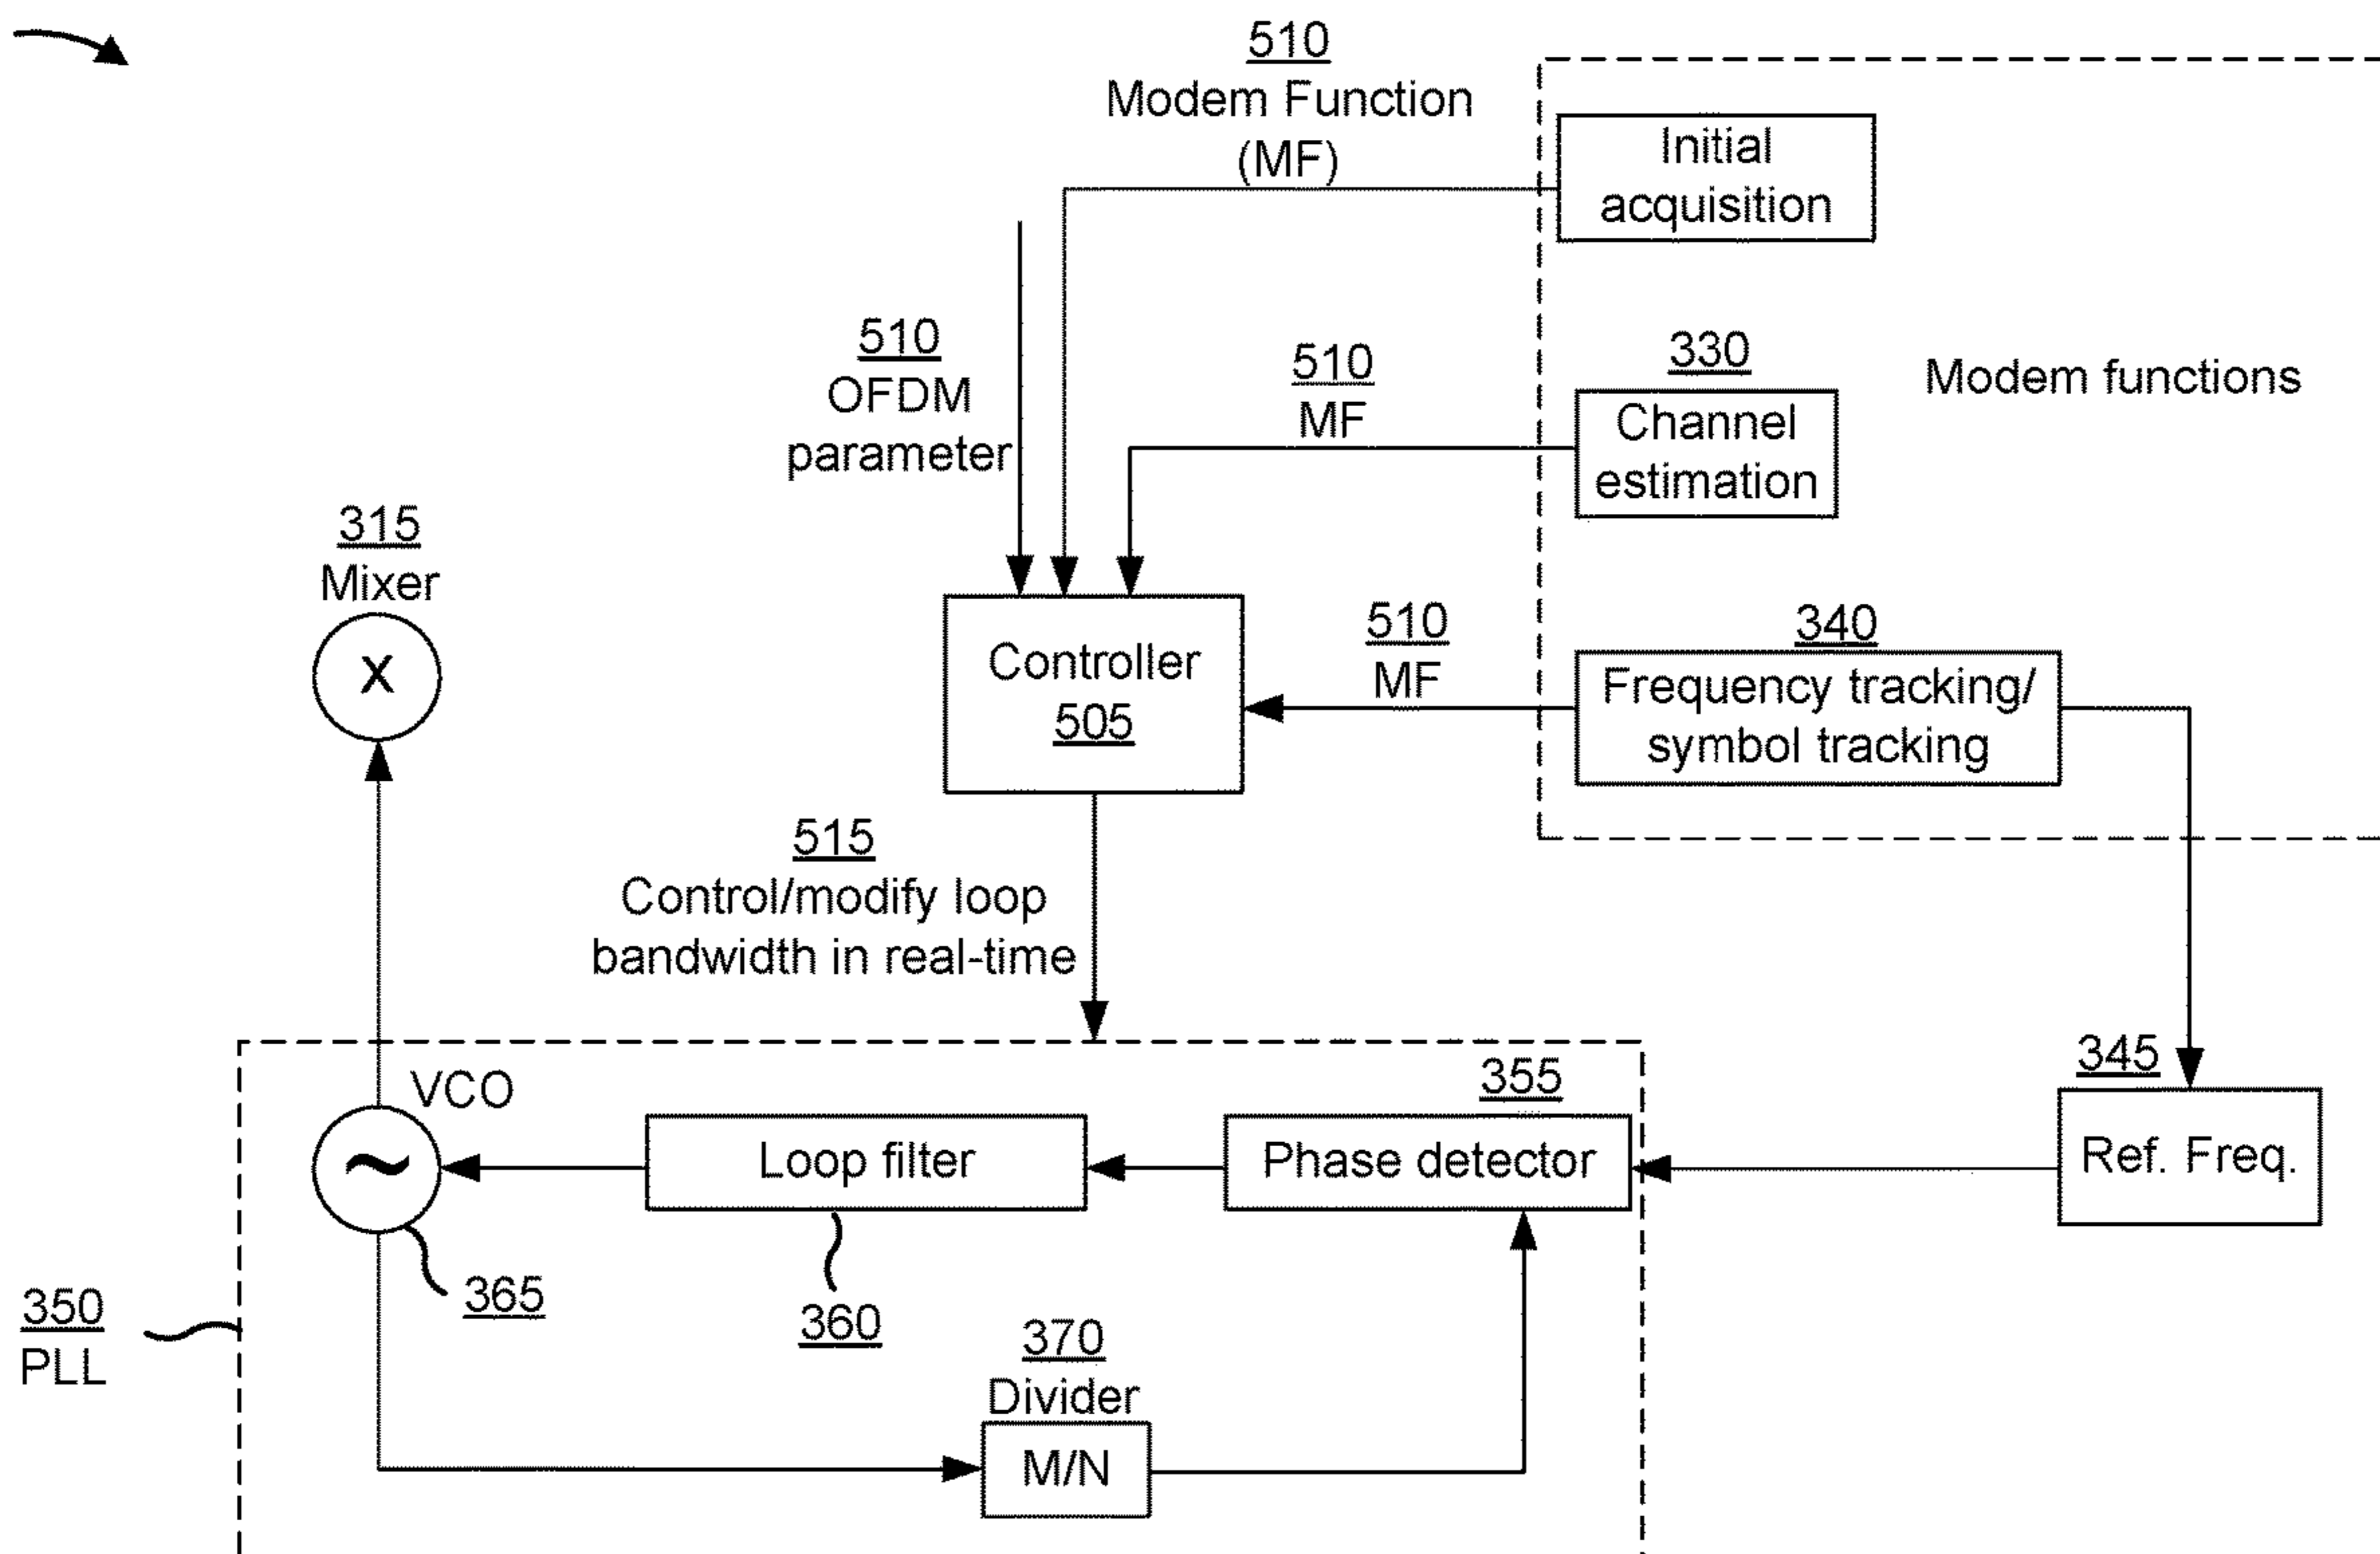 510
Modem Function
(MF)
Initial
acquisition
510
OFDM
parameter
510
MF
330
Channel
estimation
Modem functions
315
Mixer
X
Controller
505
510
MF
340
Frequency tracking/
symbol tracking
515
Control/modify loop
bandwidth in real-time
VCO
~
365
Loop filter
360
355
Phase detector
345
Ref. Freq.
350
PLL
370
Divider
M/N